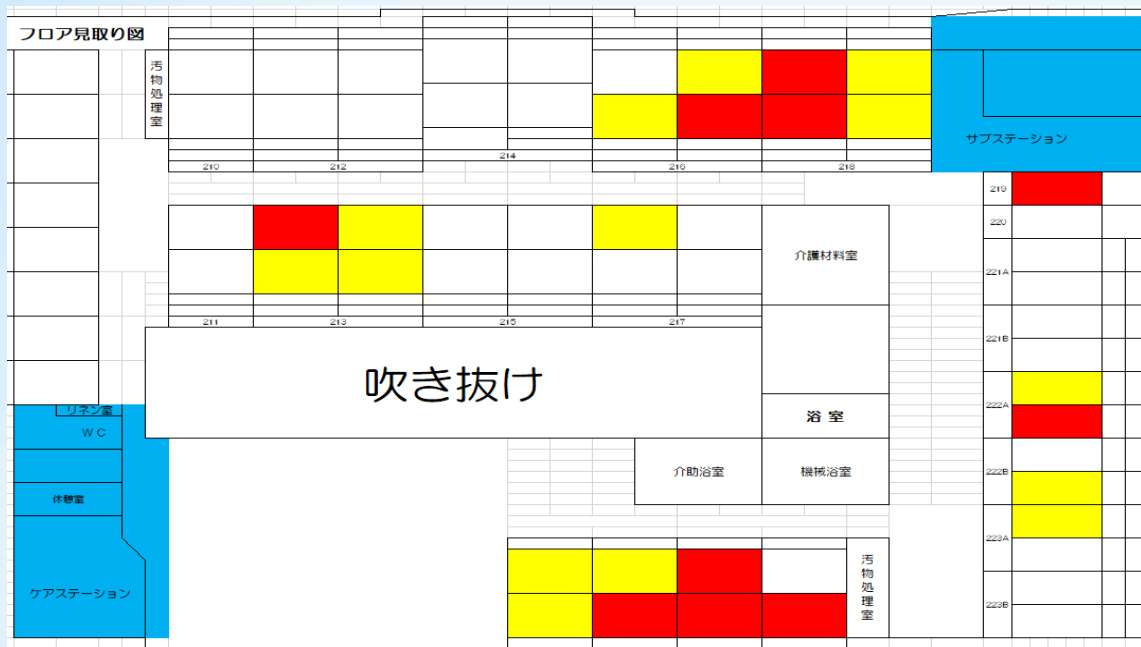 フロア見取り図
汚物処理室
サブステーション
210
212
214
216
218
219
220
221A
221B
222A
222B
223A
223B
介護材料室
211
213
215
217
吹き抜け
浴室
介助浴室
機械浴室
リネン室
WC
休憩室
ケアステーション
汚物処理室